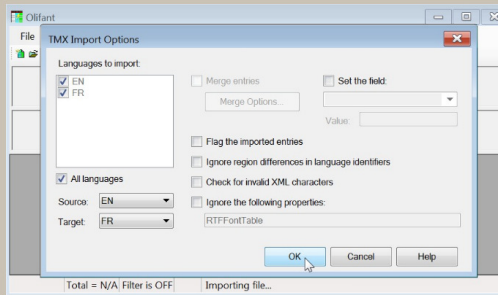 Olifant
File
TMX Import Options
Languages to import:
EN
FR
All languages
Source: EN
Target: FR
Merge entries
Merge Options...
Set the field:
Value:
Flag the imported entries
Ignore region differences in language identifiers
Check for invalid XML characters
Ignore the following properties:
RTFFontTable
OK
Cancel
Help
Total = N/A
Filter is OFF
Importing file...